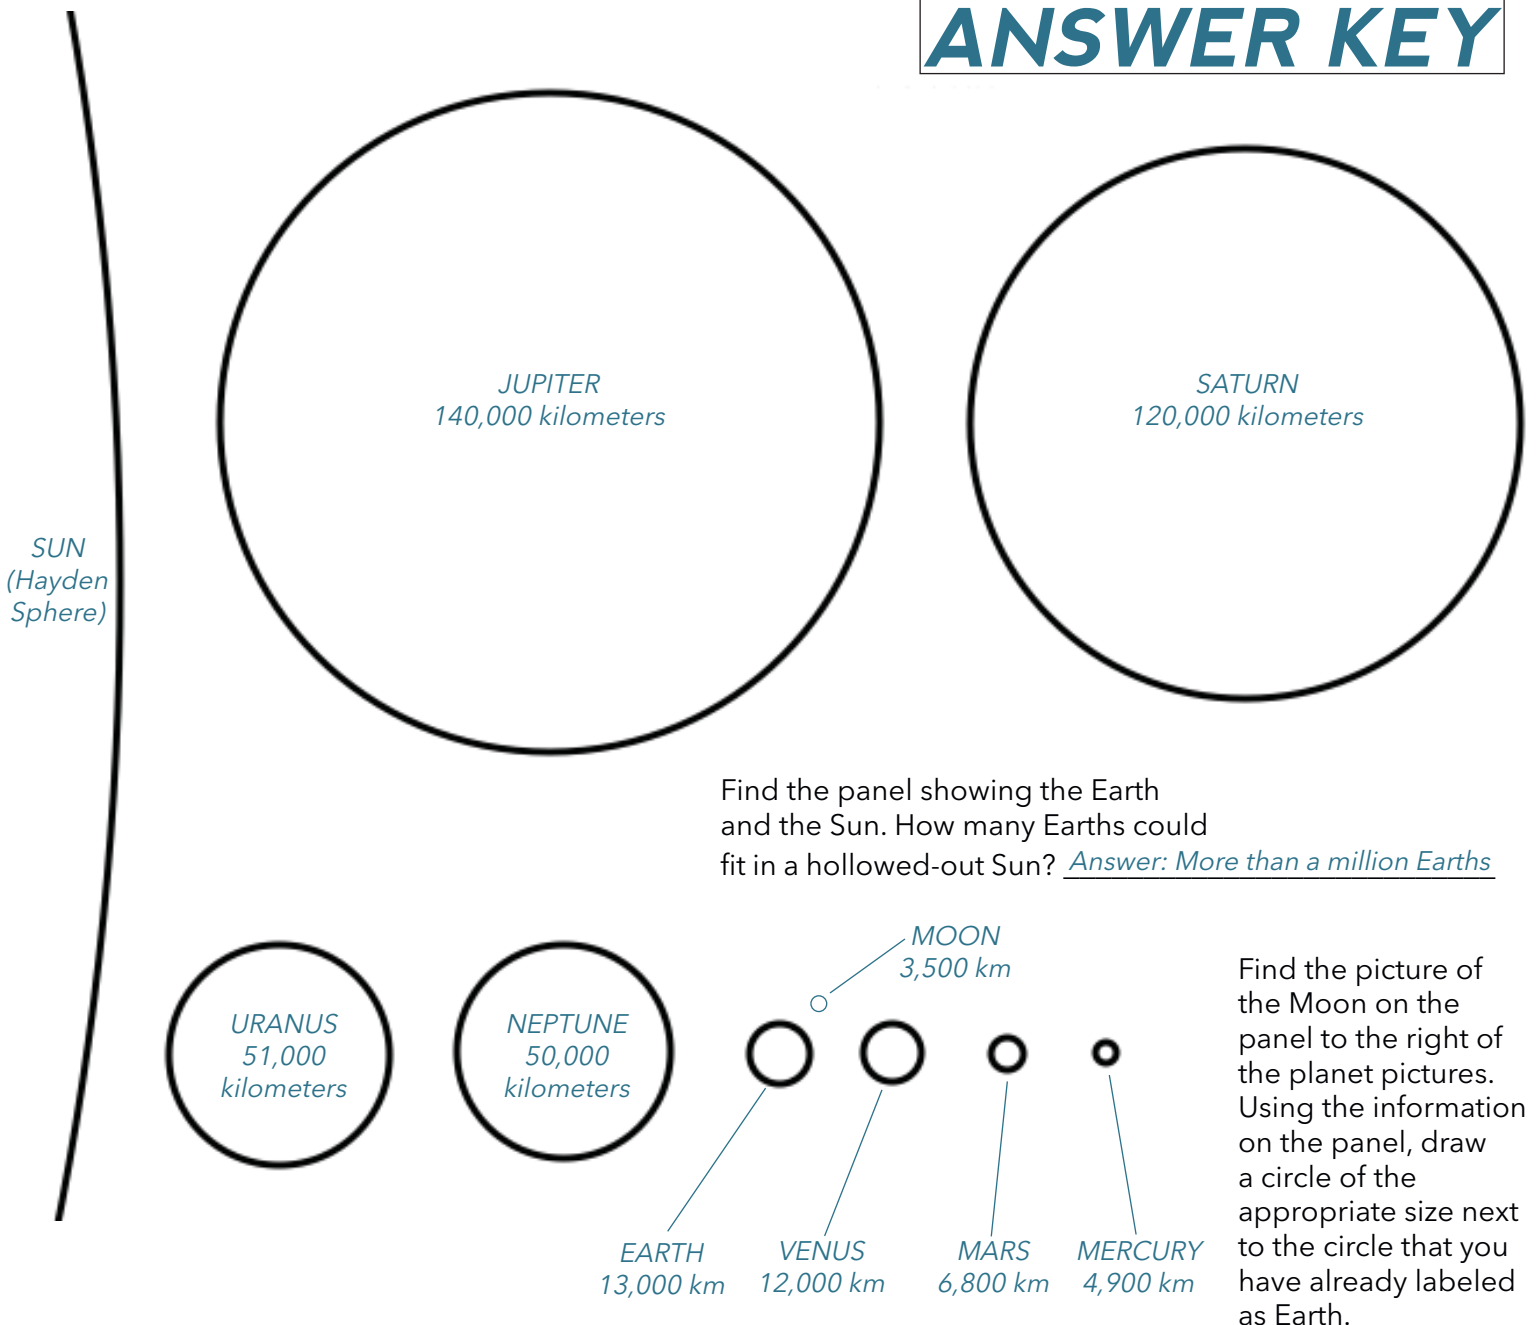 ANSWER KEY
JUPITER
140,000 kilometers
SATURN
120,000 kilometers
SUN
(Hayden
Sphere)
Find the panel showing the Earth
and the Sun. How many Earths could
fit in a hollowed-out Sun? Answer: More than a million Earths
MOON
3,500 km
URANUS
51,000
kilometers
NEPTUNE
50,000
kilometers
EARTH
13,000 km
VENUS
12,000 km
MARS
6,800 km
MERCURY
4,900 km
Find the picture of
the Moon on the
panel to the right of
the planet pictures.
Using the information
on the panel, draw
a circle of the
appropriate size next
to the circle that you
have already labeled
as Earth.